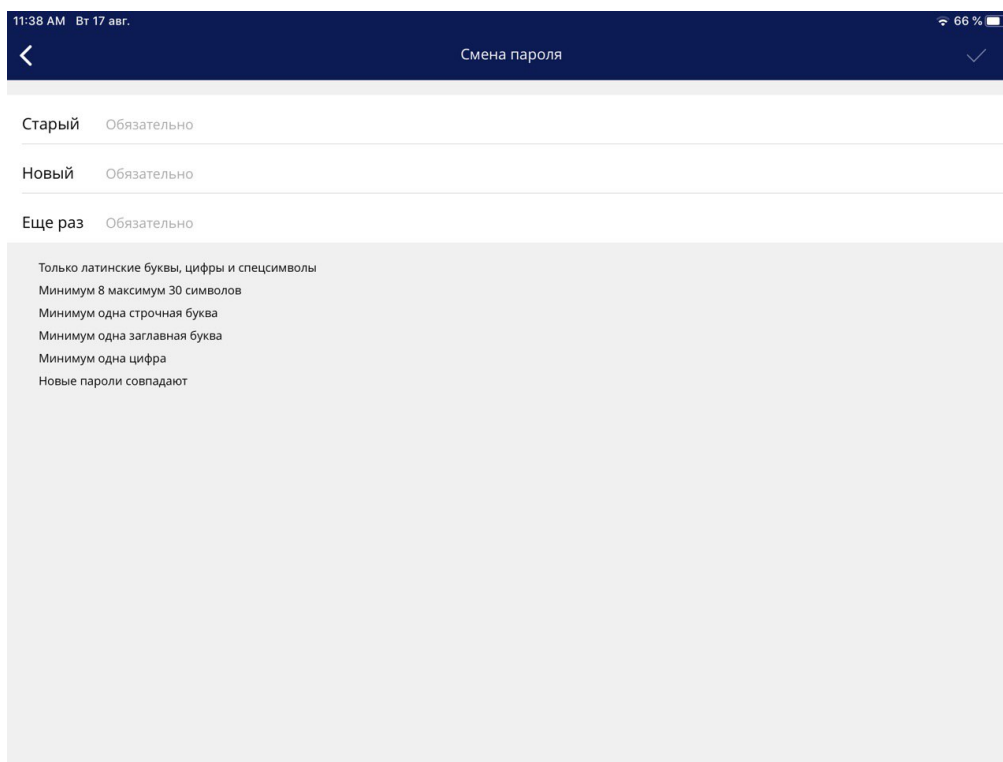 11:38 AM Вт 17 авг. 66 %
Смена пароля
Старый Обязательно
Новый Обязательно
Еще раз Обязательно
Только латинские буквы, цифры и спецсимволы
Минимум 8 максимум 30 символов
Минимум одна строчная буква
Минимум одна заглавная буква
Минимум одна цифра
Новые пароли совпадают